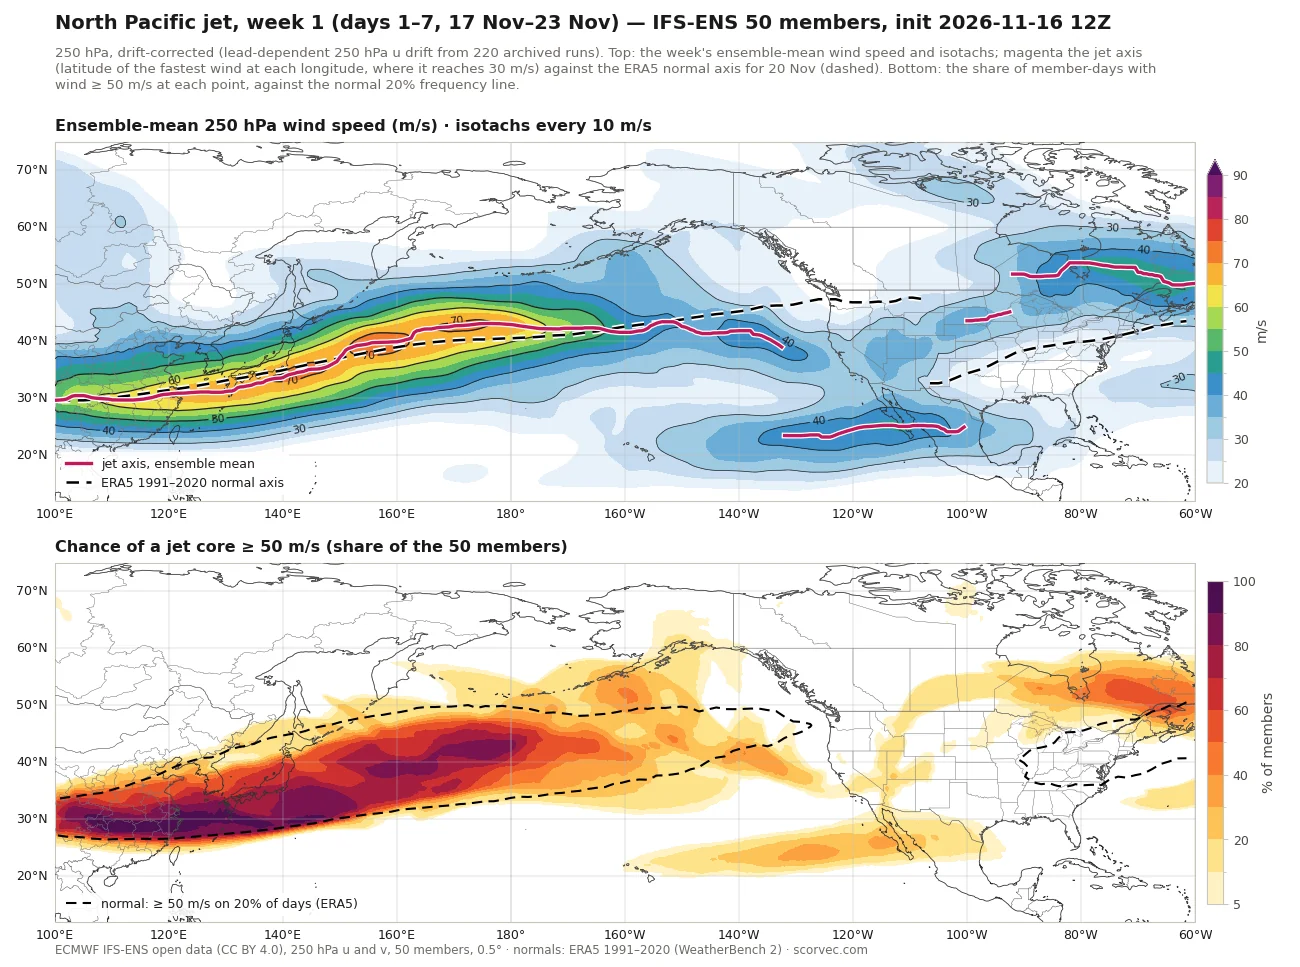 North Pacific jet, week 1 (days 1–7, 17 Nov–23 Nov) — IFS-ENS 50 members, init 2026-11-16 12Z
250 hPa, drift-corrected (lead-dependent 250 hPa u drift from 220 archived runs). Top: the week's ensemble-mean wind speed and isotachs; magenta the jet axis
(latitude of the fastest wind at each longitude, where it reaches 30 m/s) against the ERA5 normal axis for 20 Nov (dashed). Bottom: the share of member-days with
wind ≥ 50 m/s at each point, against the normal 20% frequency line.
Ensemble-mean 250 hPa wind speed (m/s) · isotachs every 10 m/s
70°N
60°N
50°N
40°N
30°N
20°N
30
30
40
70
70
40
60
70
50
40
30
40
30
jet axis, ensemble mean
ERA5 1991–2020 normal axis
100°E 120°E 140°E 160°E 180° 160°W 140°W 120°W 100°W 80°W 60°W
90
80
70
60
50
40
30
20
m/s
Chance of a jet core ≥ 50 m/s (share of the 50 members)
70°N
60°N
50°N
40°N
30°N
20°N
normal: ≥ 50 m/s on 20% of days (ERA5)
100°E 120°E 140°E 160°E 180° 160°W 140°W 120°W 100°W 80°W 60°W
100
80
60
40
20
5
% of members
ECMWF IFS-ENS open data (CC BY 4.0), 250 hPa u and v, 50 members, 0.5° · normals: ERA5 1991–2020 (WeatherBench 2) · scorvec.com